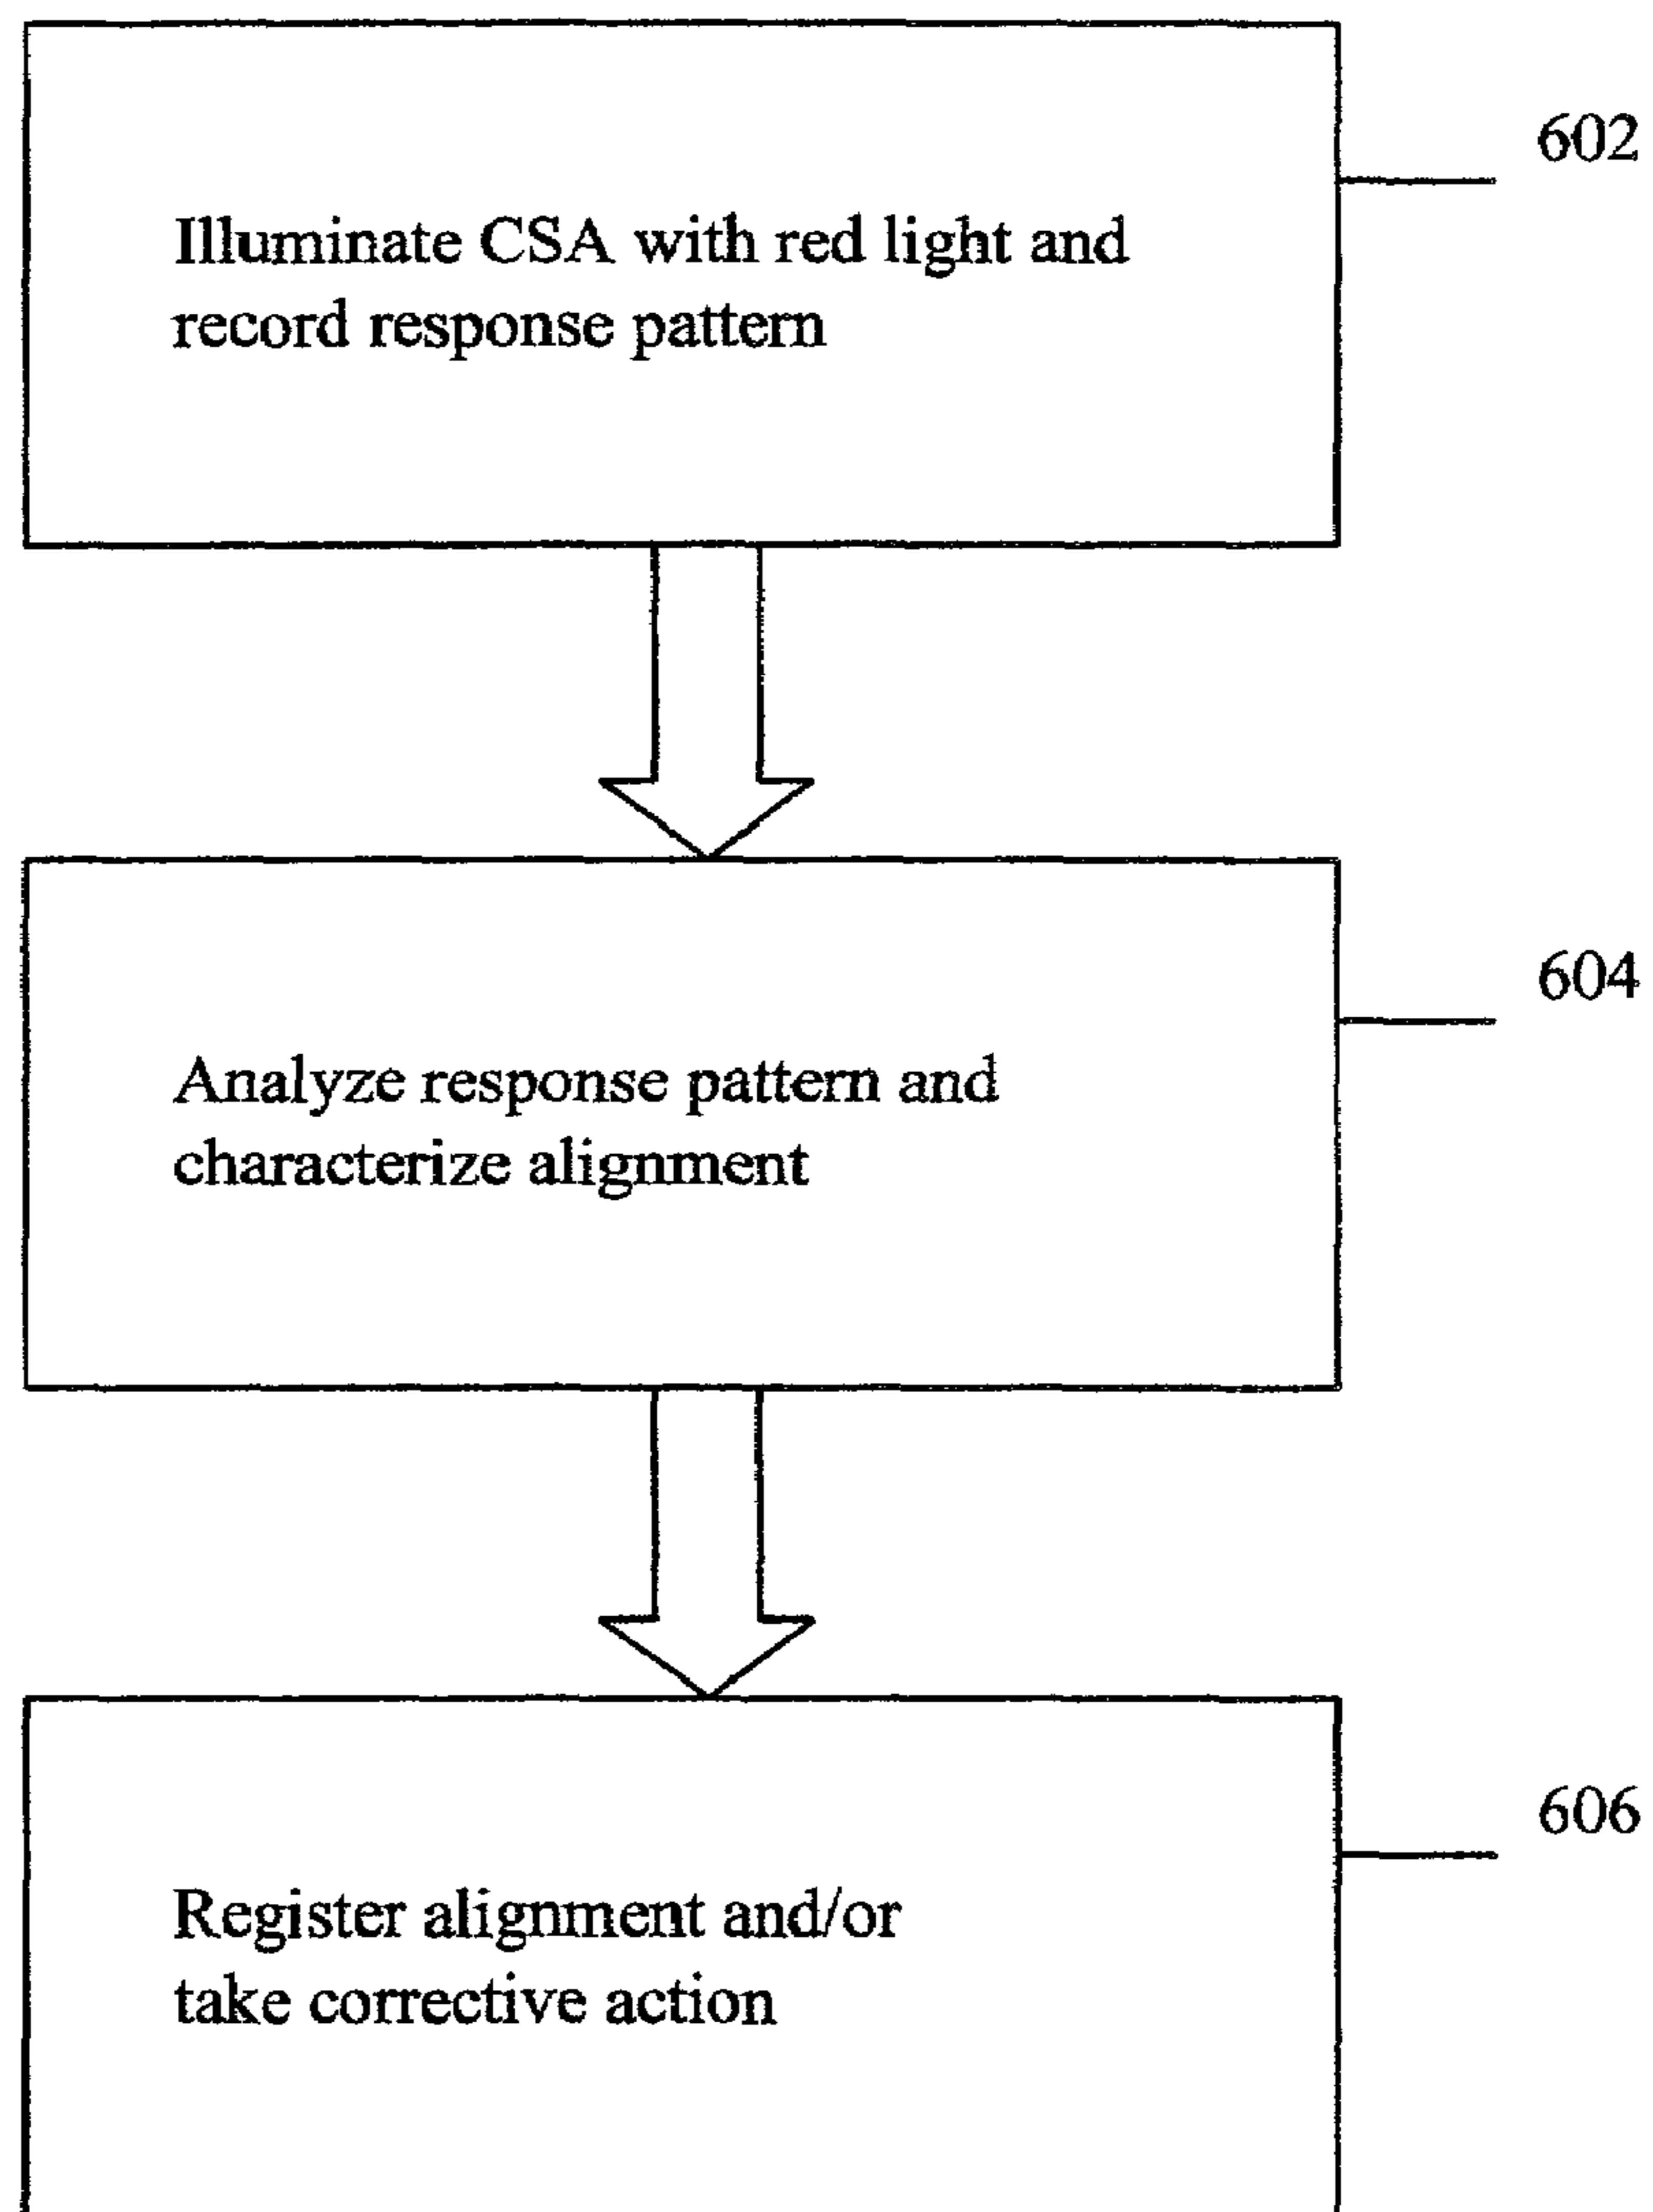 602
Illuminate CSA with red light and
record response pattern
604
Analyze response pattern and
characterize alignment
606
Register alignment and/or
take corrective action